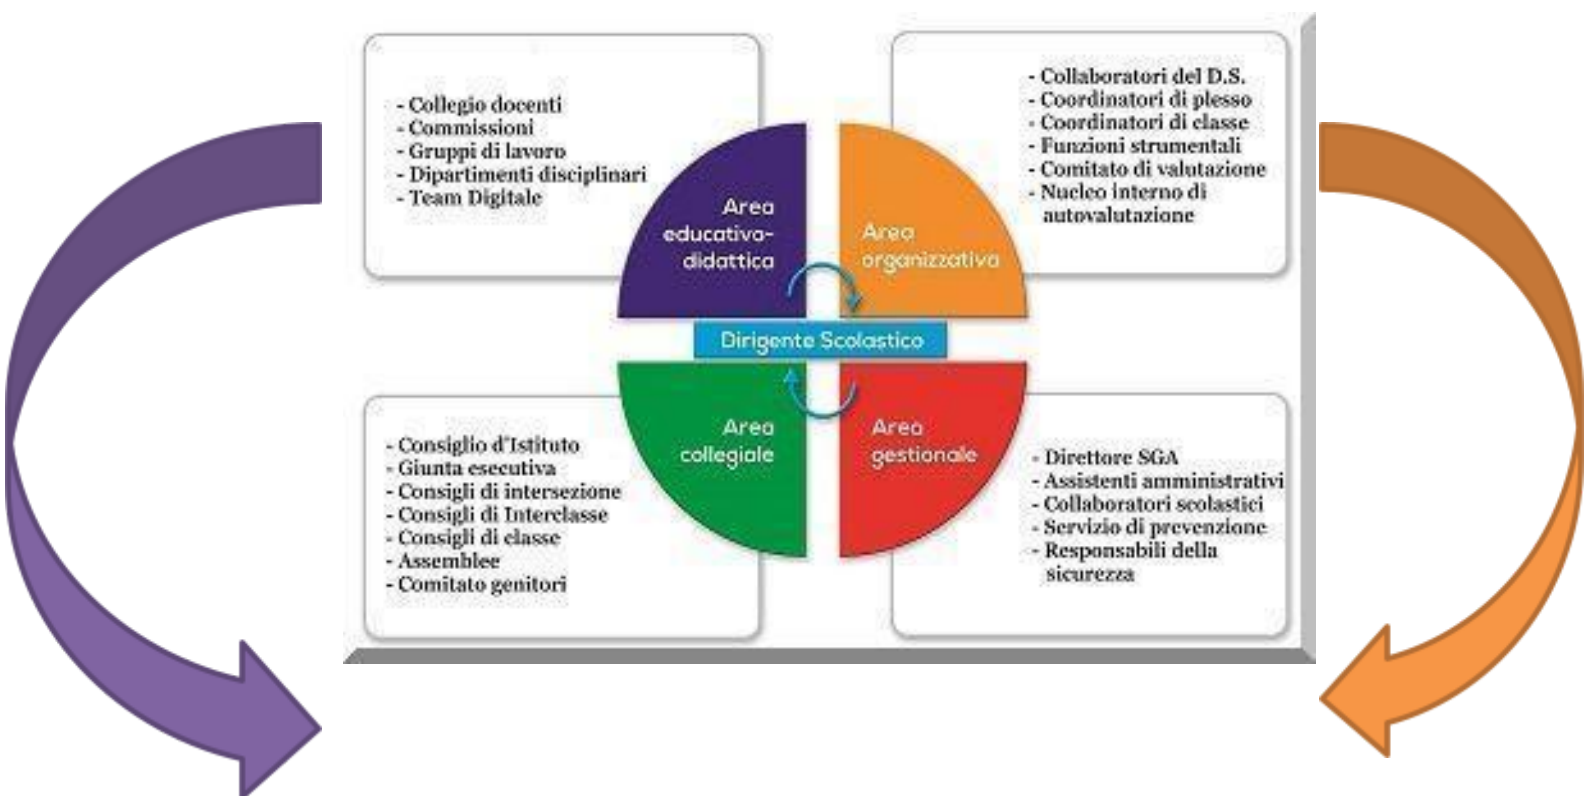 - Collegio docenti
- Commissioni
- Gruppi di lavoro
- Dipartimenti disciplinari
- Team Digitale
- Collaboratori del D.S.
- Coordinatori di plesso
- Coordinatori di classe
- Funzioni strumentali
- Comitato di valutazione
- Nucleo interno di
autovalutazione
Area
educativo-
didattica
Area
organizzativa
Dirigente Scolastico
Area
collegiale
Area
gestionale
- Consiglio d'Istituto
- Giunta esecutiva
- Consigli di intersezione
- Consigli di Interclasse
- Consigli di classe
- Assemblee
- Comitato genitori
- Direttore SGA
- Assistenti amministrativi
- Collaboratori scolastici
- Servizio di prevenzione
- Responsabili della
sicurezza